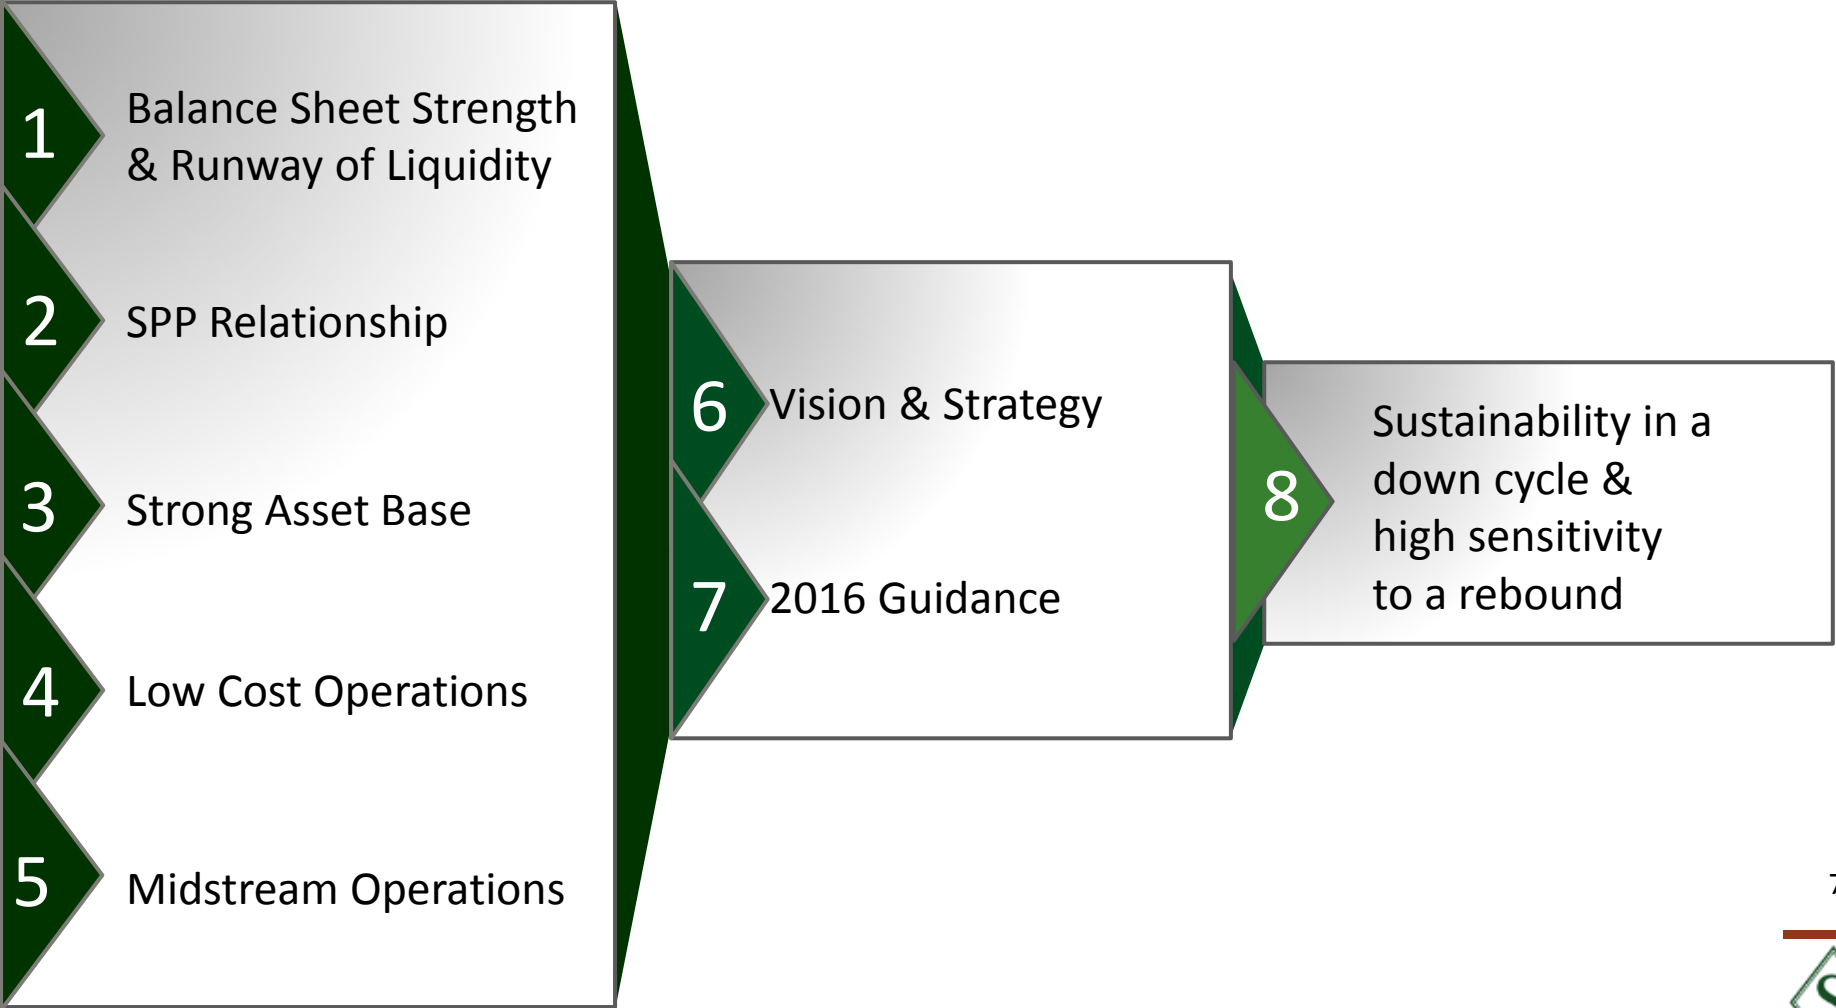 1
Balance Sheet Strength
& Runway of Liquidity
2
SPP Relationship
3
Strong Asset Base
4
Low Cost Operations
5
Midstream Operations
6
Vision & Strategy
7
2016 Guidance
8
Sustainability in a
down cycle &
high sensitivity
to a rebound